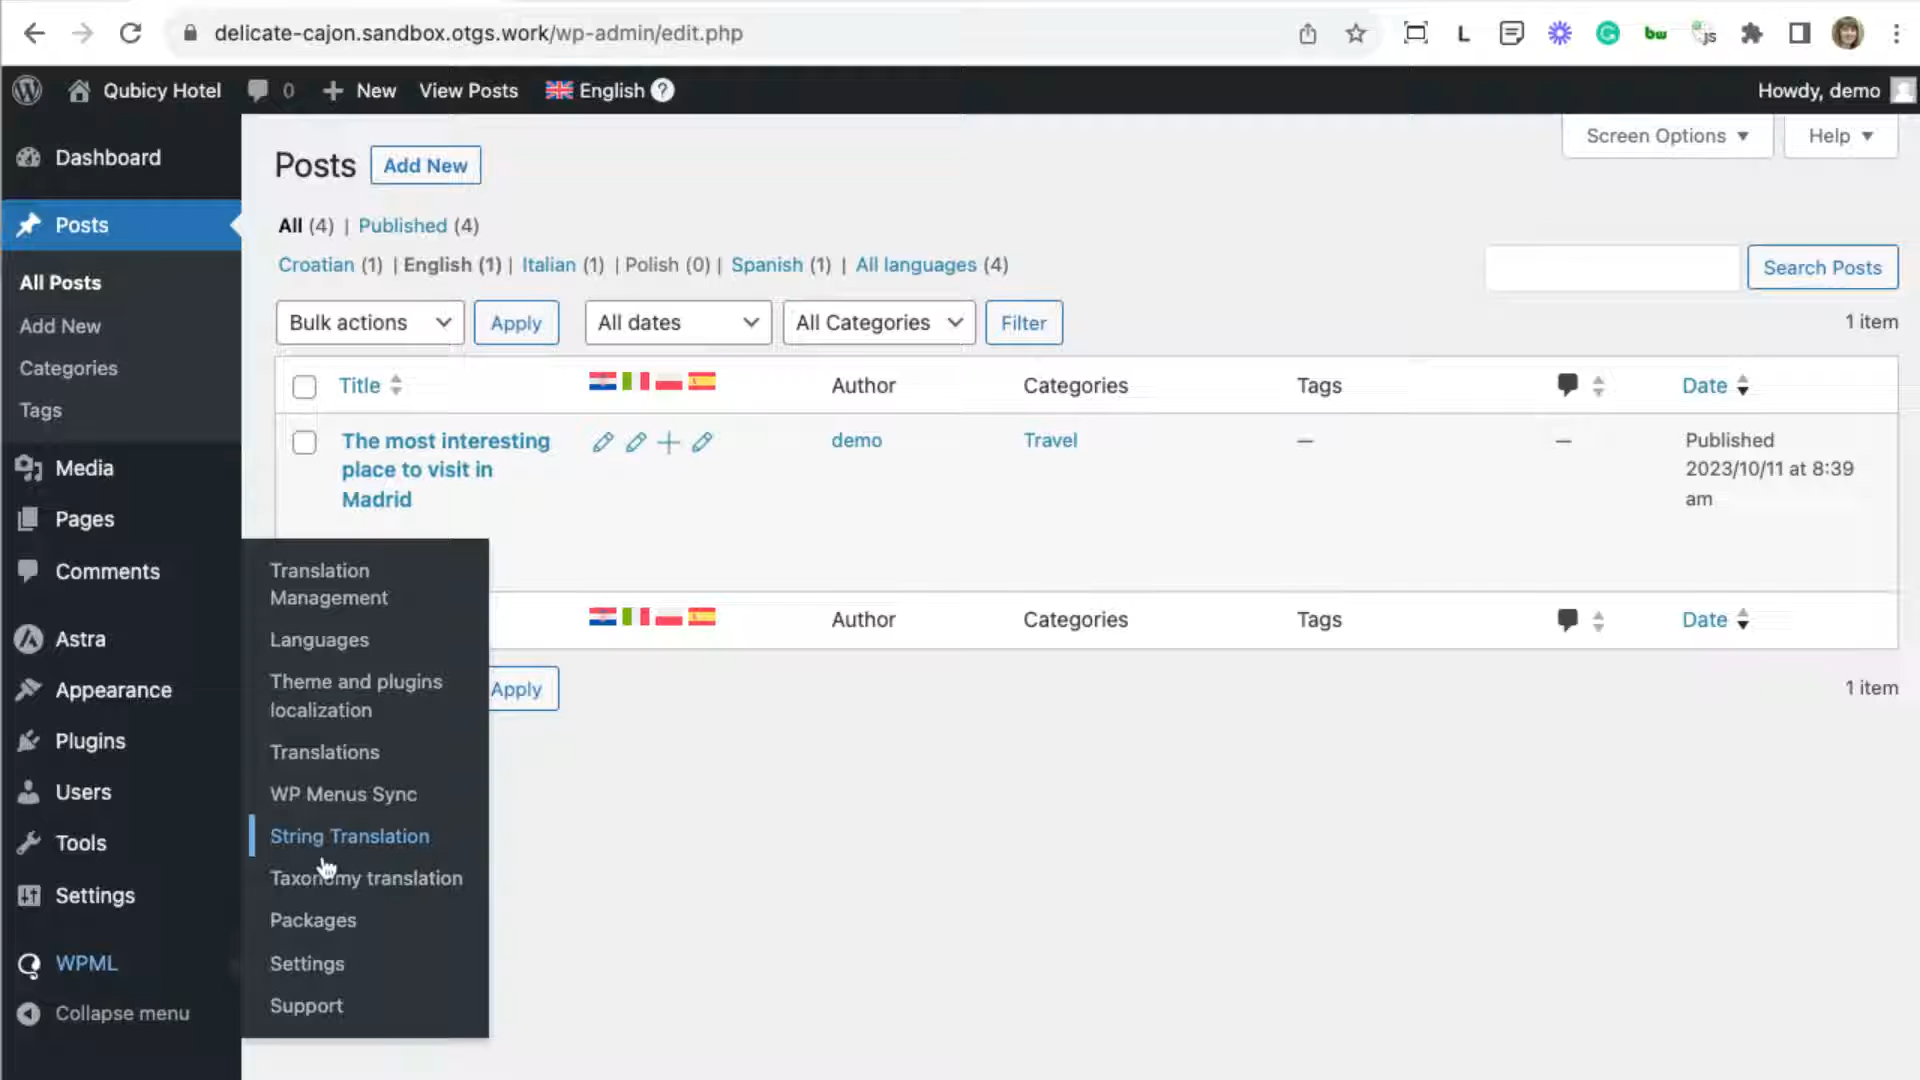 delicate-cajon.sandbox.otgs.work/wp-admin/edit.php
L
bw
js
Qubicy Hotel 0 + New View Posts English ?
Howdy, demo
Dashboard
Posts
All Posts
Add New
Categories
Tags
Media
Pages
Comments
Astra
Appearance
Plugins
Users
Tools
Settings
WPML
Collapse menu
Translation
Management
Languages
Theme and plugins
localization
Translations
WP Menus Sync
String Translation
Taxonomy translation
Packages
Settings
Support
Screen Options ▼
Help ▼
Posts
Add New
All (4) | Published (4)
Croatian (1) | English (1) | Italian (1) | Polish (0) | Spanish (1) | All languages (4)
Search Posts
Bulk actions
Apply
All dates
All Categories
Filter
1 item
Title Author Categories Tags Date
The most interesting
place to visit in
Madrid
demo
Travel
—
—
Published
2023/10/11 at 8:39
am
Author Categories Tags Date
Apply
1 item